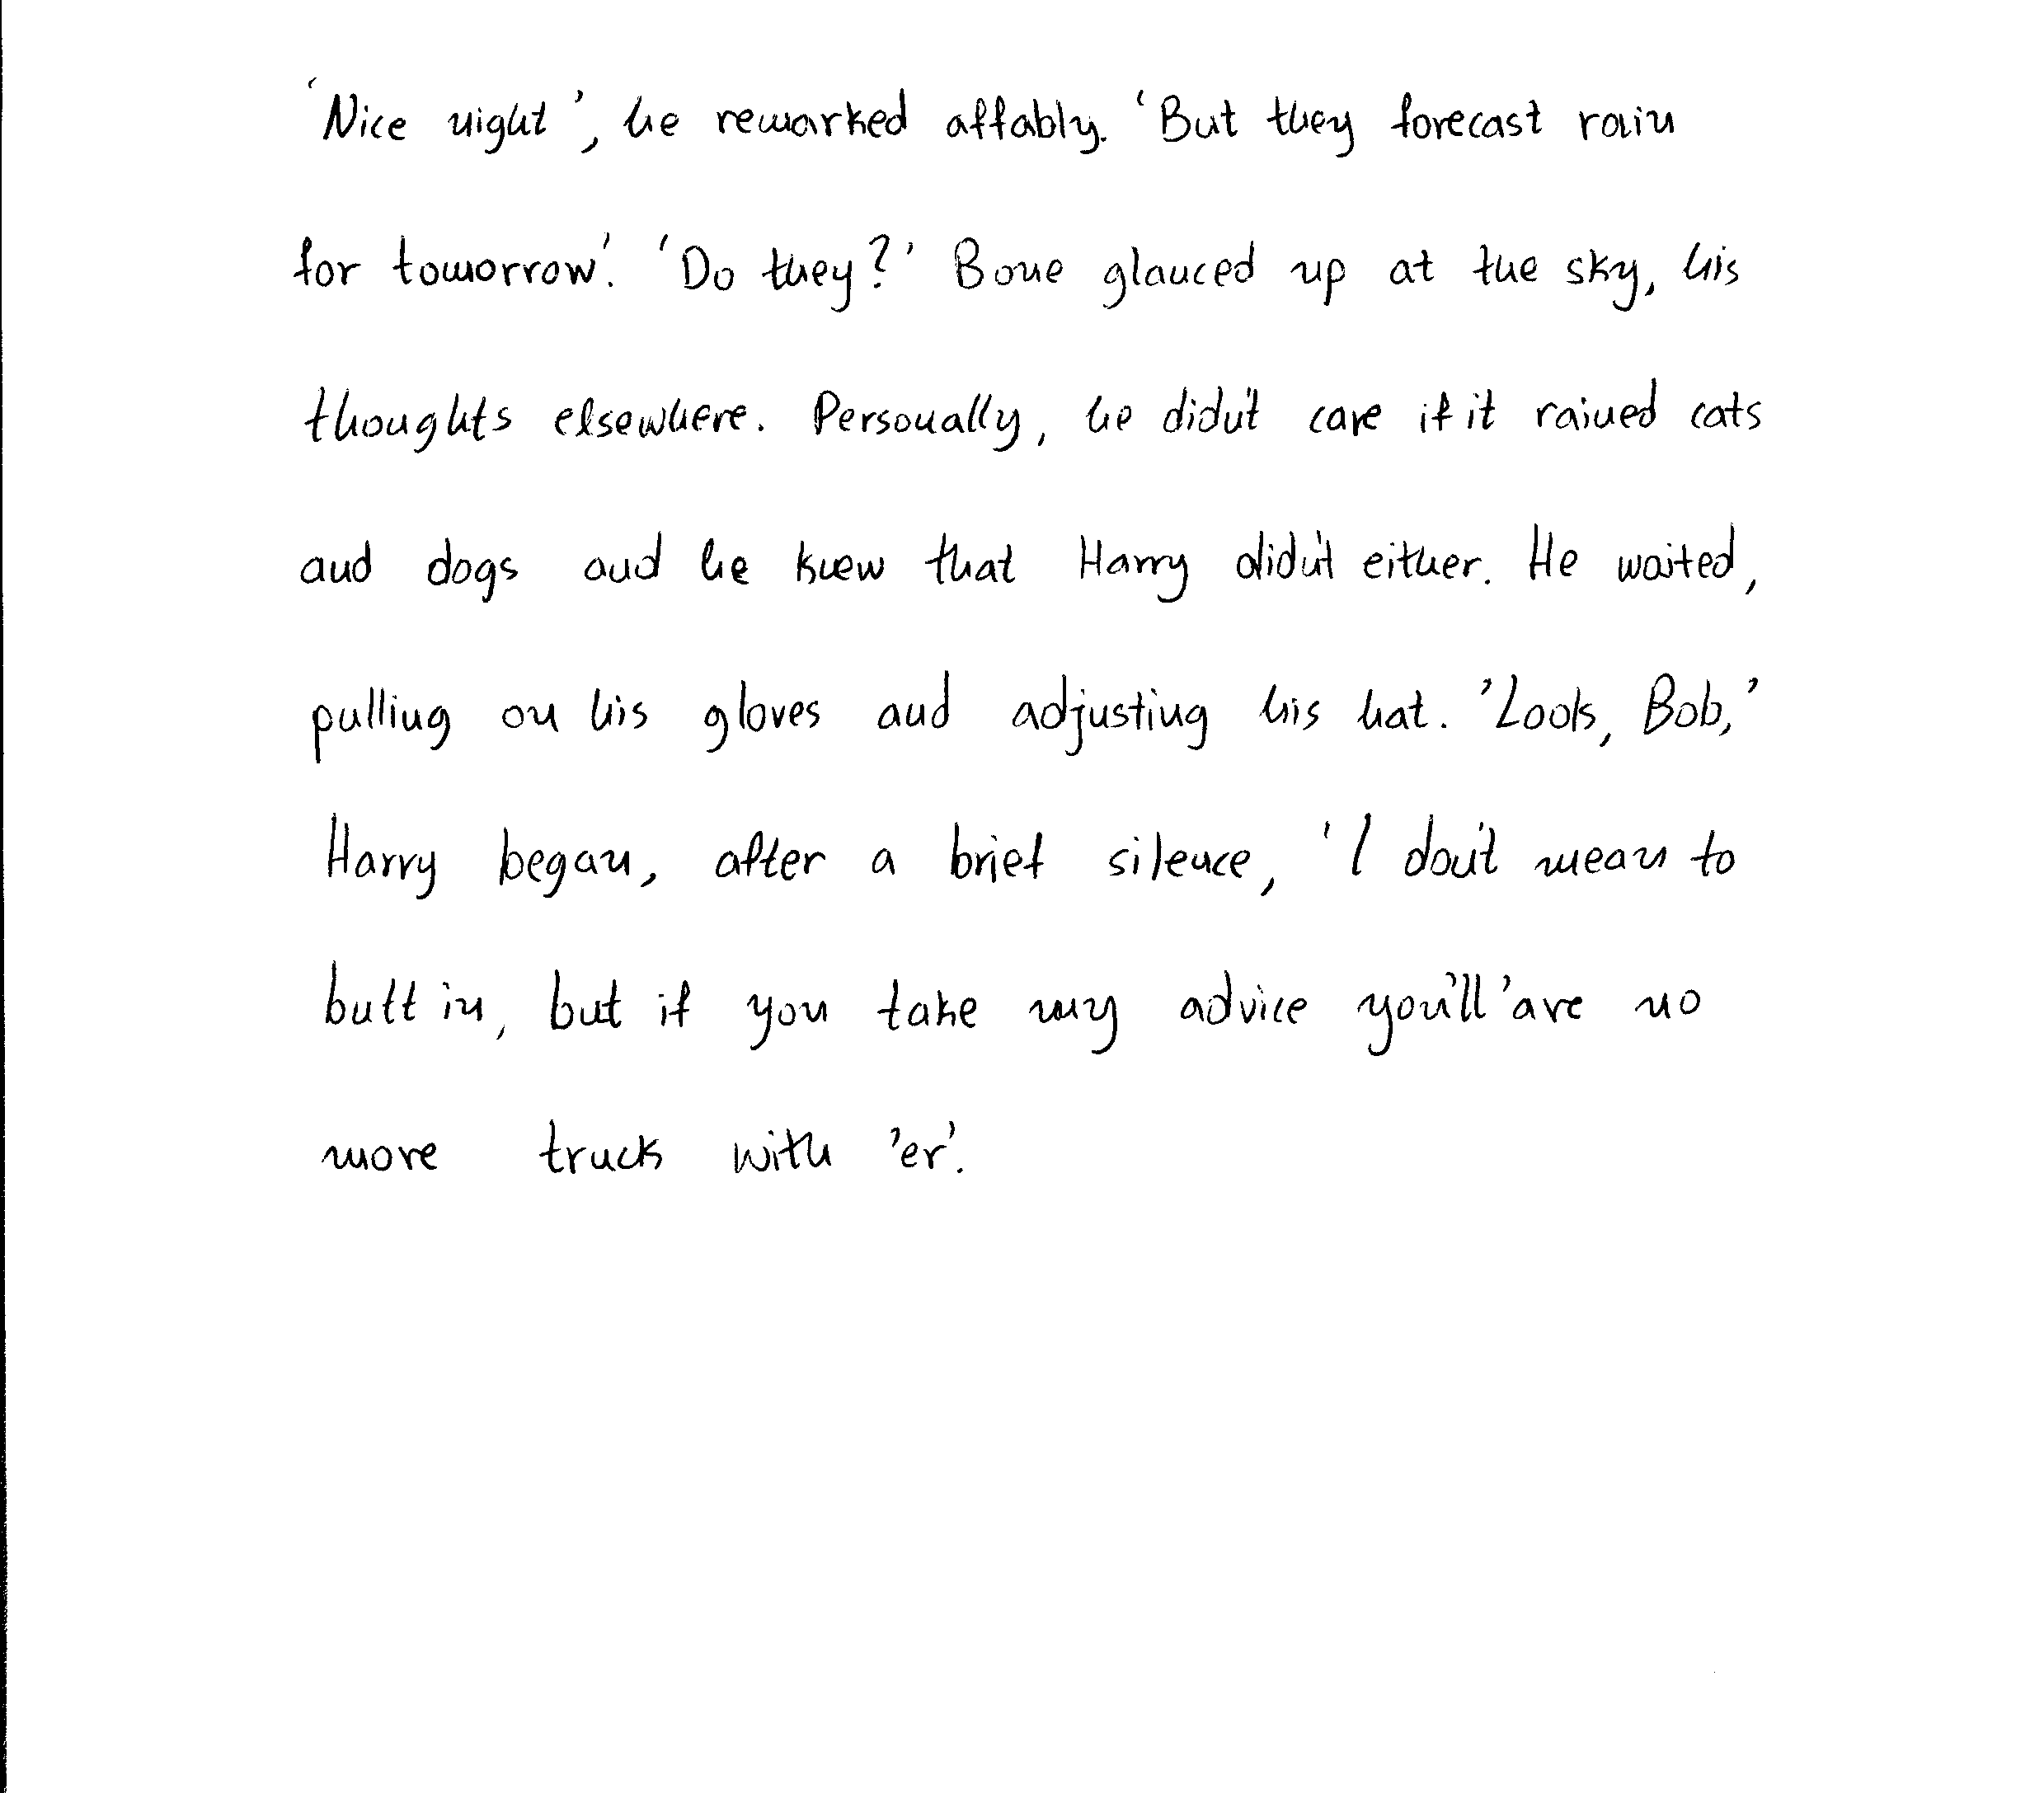 'Nice night', he remarked affably. 'But they forecast rain
for tomorrow'. 'Do they?' Bone glanced up at the sky, his
thoughts elsewhere. Personally, he didn't care if it rained cats
and dogs and he knew that Harry didn't either. He waited,
pulling on his gloves and adjusting his hat. 'Look, Bob,'
Harry began, after a brief silence, 'I don't mean to
butt in, but if you take my advice you'll 'are no
more truck with 'er'.